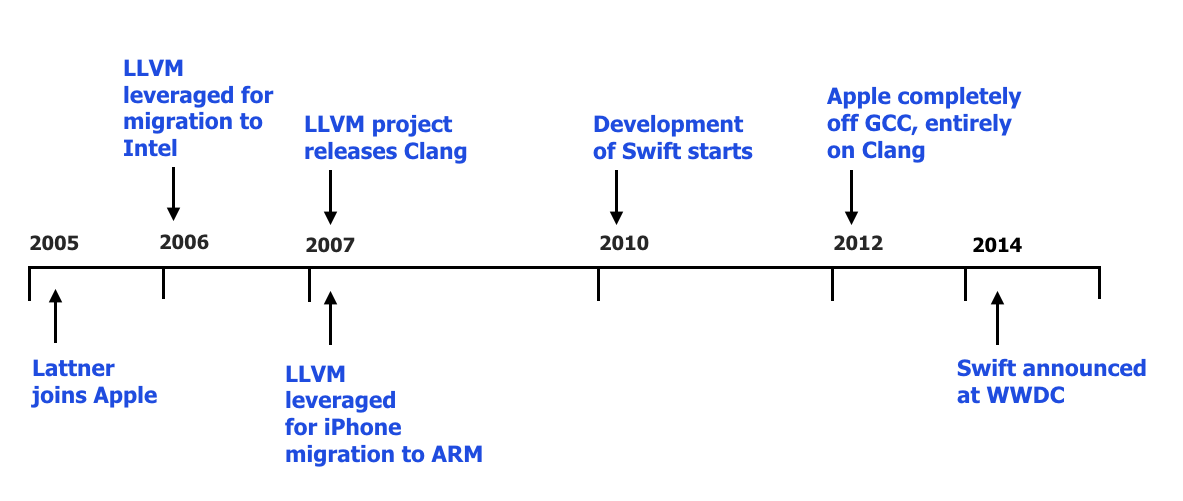 LLVM
leveraged for
migration to
Intel
LLVM project
releases Clang
Development
of Swift starts
Apple completely
off GCC, entirely
on Clang
2005
2006
2007
2010
2012
2014
Lattner
joins Apple
LLVM
leveraged
for iPhone
migration to ARM
Swift announced
at WWDC